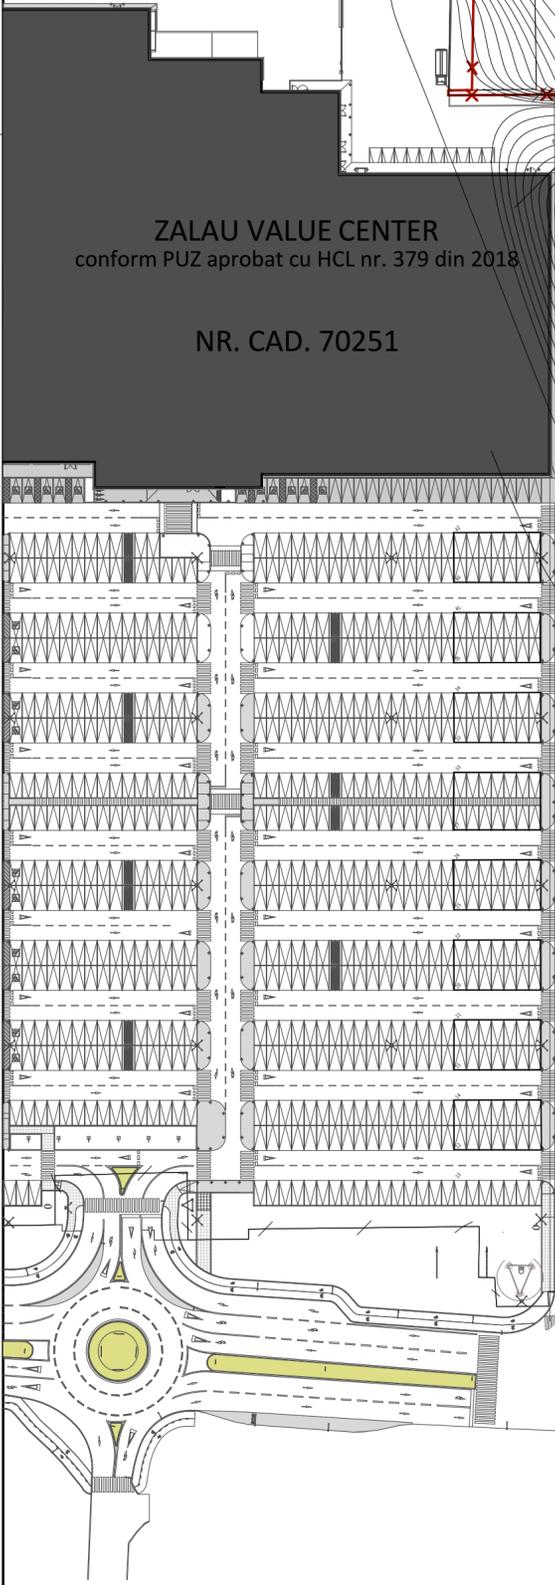 ZALAU VALUE CENTER
conform PUZ aprobat cu HCL nr. 379 din 2018
NR. CAD. 70251